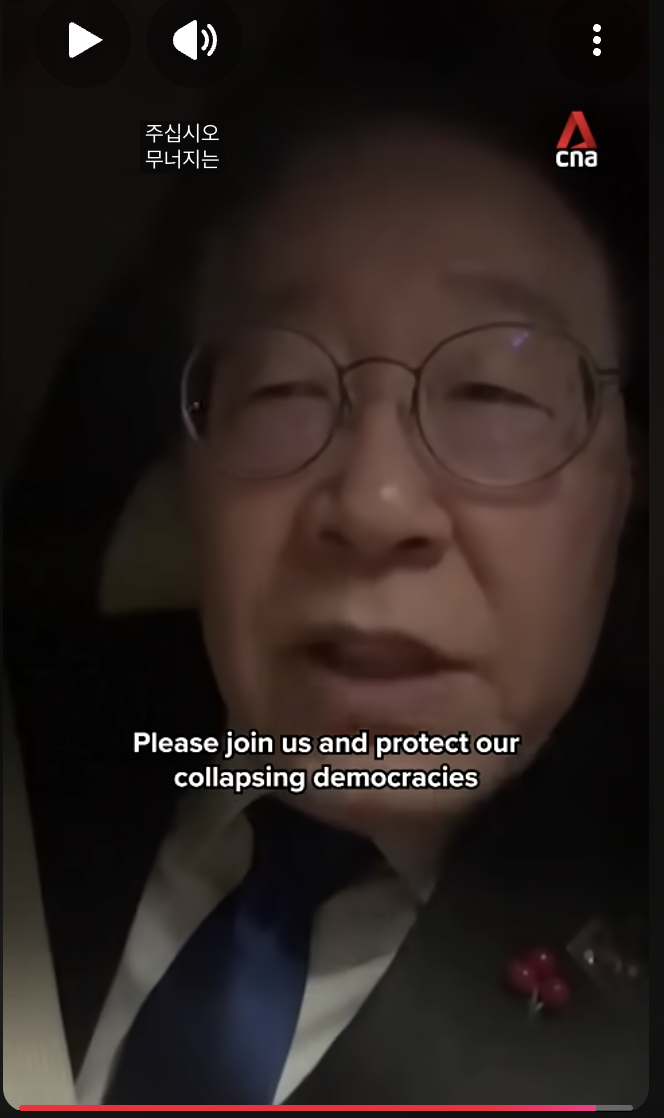 주십시오
무너지는
cna
Please join us and protect our
collapsing democracies